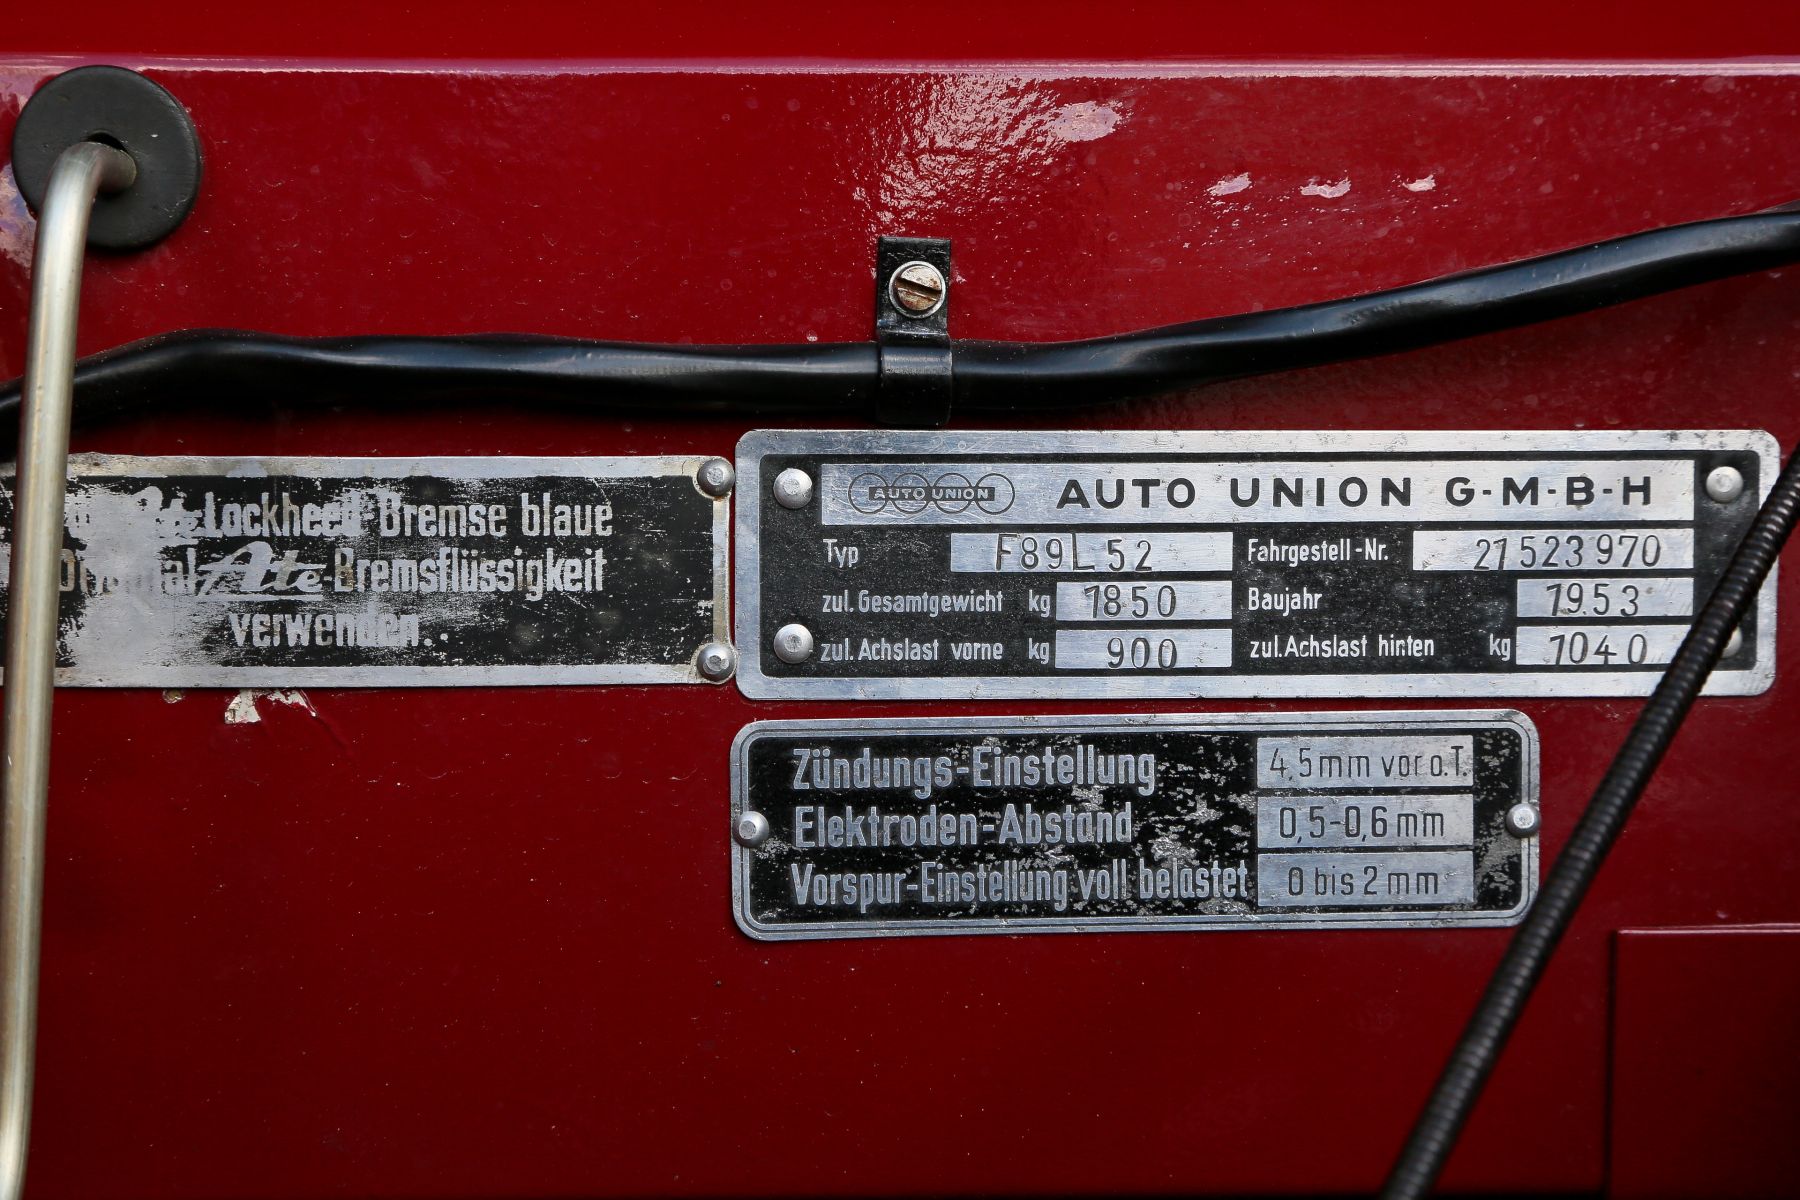 Lockheed-Bremse blaue
Ate-Bremsflüssigkeit
verwenden..
AUTO UNION AUTO UNION G-M-B-H
Typ F89L52 Fahrgestell-Nr. 21523970
zul. Gesamtgewicht kg 1850 Baujahr 1953
zul. Achslast vorne kg 900 zul. Achslast hinten kg 1040
Zündungs-Einstellung 4,5mm vor o.T.
Elektroden-Abstand 0,5-0,6mm
Vorspur-Einstellung voll belastet 0 bis 2mm